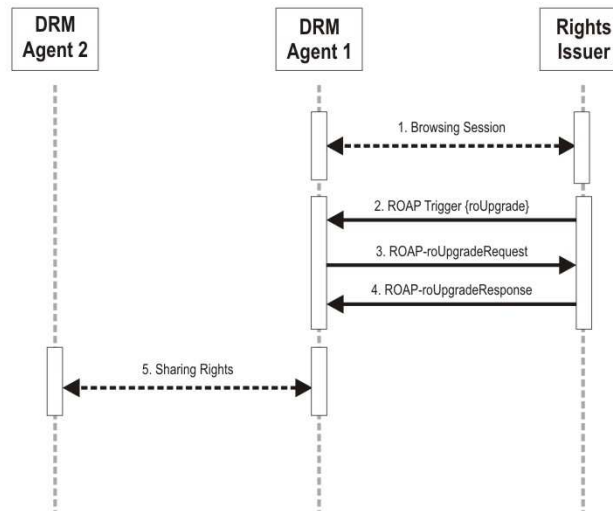 DRM
Agent 2
DRM
Agent 1
Rights
Issuer
1. Browsing Session
2. ROAP Trigger {roUpgrade}
3. ROAP-roUpgradeRequest
4. ROAP-roUpgradeResponse
5. Sharing Rights